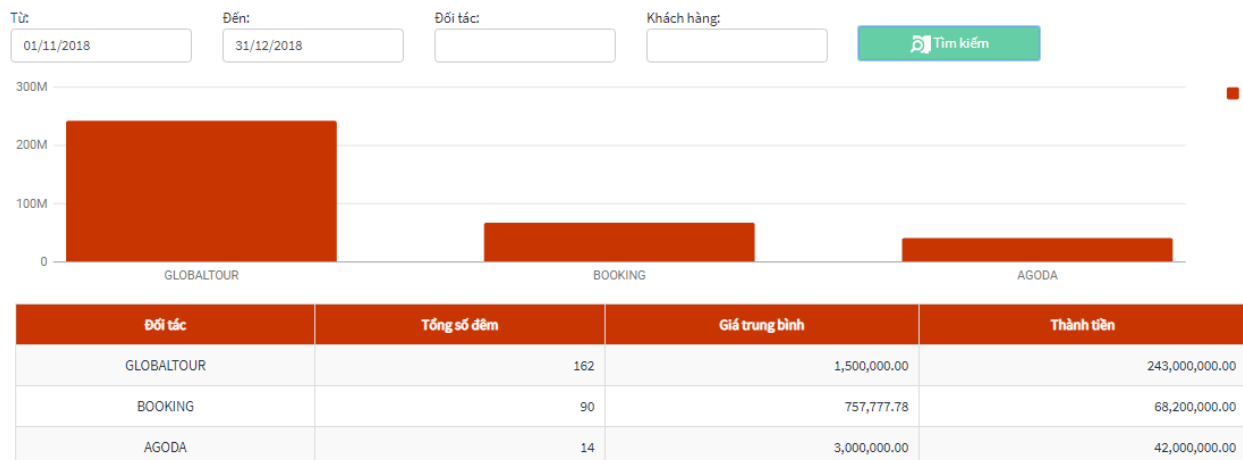 Từ: Đến: Đối tác: Khách hàng:
01/11/2018 31/12/2018 Tìm kiếm
300M
200M
100M
0
GLOBALTOUR BOOKING AGODA
Đối tác Tổng số đêm Giá trung bình Thành tiền
GLOBALTOUR 162 1,500,000.00 243,000,000.00
BOOKING 90 757,777.78 68,200,000.00
AGODA 14 3,000,000.00 42,000,000.00